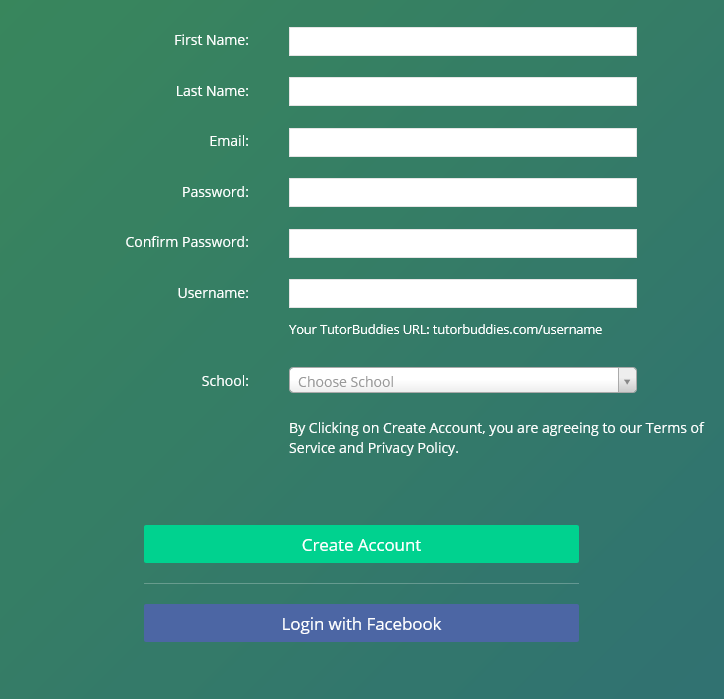 First Name:
Last Name:
Email:
Password:
Confirm Password:
Username:
Your TutorBuddies URL: tutorbuddies.com/username
School:
Choose School
By Clicking on Create Account, you are agreeing to our Terms of
Service and Privacy Policy.
Create Account
Login with Facebook